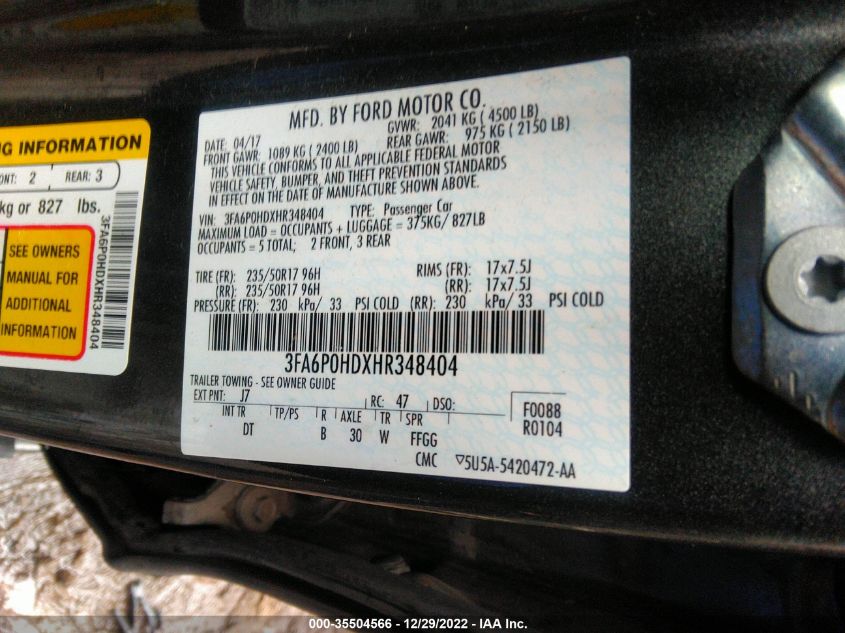 NG INFORMATION
ONT: 2 REAR: 3
kg or 827 lbs.
SEE OWNERS
MANUAL FOR
ADDITIONAL
INFORMATION
3FA6P0HDXHR348404
MFD. BY FORD MOTOR CO.
DATE: 04/17 GVWR: 2041 KG ( 4500 LB)
FRONT GAWR: 1089 KG ( 2400 LB) REAR GAWR: 975 KG ( 2150 LB)
THIS VEHICLE CONFORMS TO ALL APPLICABLE FEDERAL MOTOR
VEHICLE SAFETY, BUMPER, AND THEFT PREVENTION STANDARDS
IN EFFECT ON THE DATE OF MANUFACTURE SHOWN ABOVE.
VIN: 3FA6P0HDXHR348404 TYPE: Passenger Car
MAXIMUM LOAD = OCCUPANTS + LUGGAGE = 375KG/ 827LB
OCCUPANTS = 5 TOTAL; 2 FRONT, 3 REAR
TIRE (FR): 235/50R17 96H RIMS (FR): 17x7.5J
(RR): 235/50R17 96H (RR): 17x7.5J
PRESSURE (FR): 230 kPa/ 33 PSI COLD (RR): 230 kPa/ 33 PSI COLD
3FA6P0HDXHR348404
TRAILER TOWING - SEE OWNER GUIDE
EXT PNT: J7 RC: 47 DSO:
INT TR TP/PS R AXLE TR SPR
DT B 30 W FFGG
F0088
R0104
CMC ▽5U5A-5420472-AA
000-35504566 - 12/29/2022 - IAA Inc.